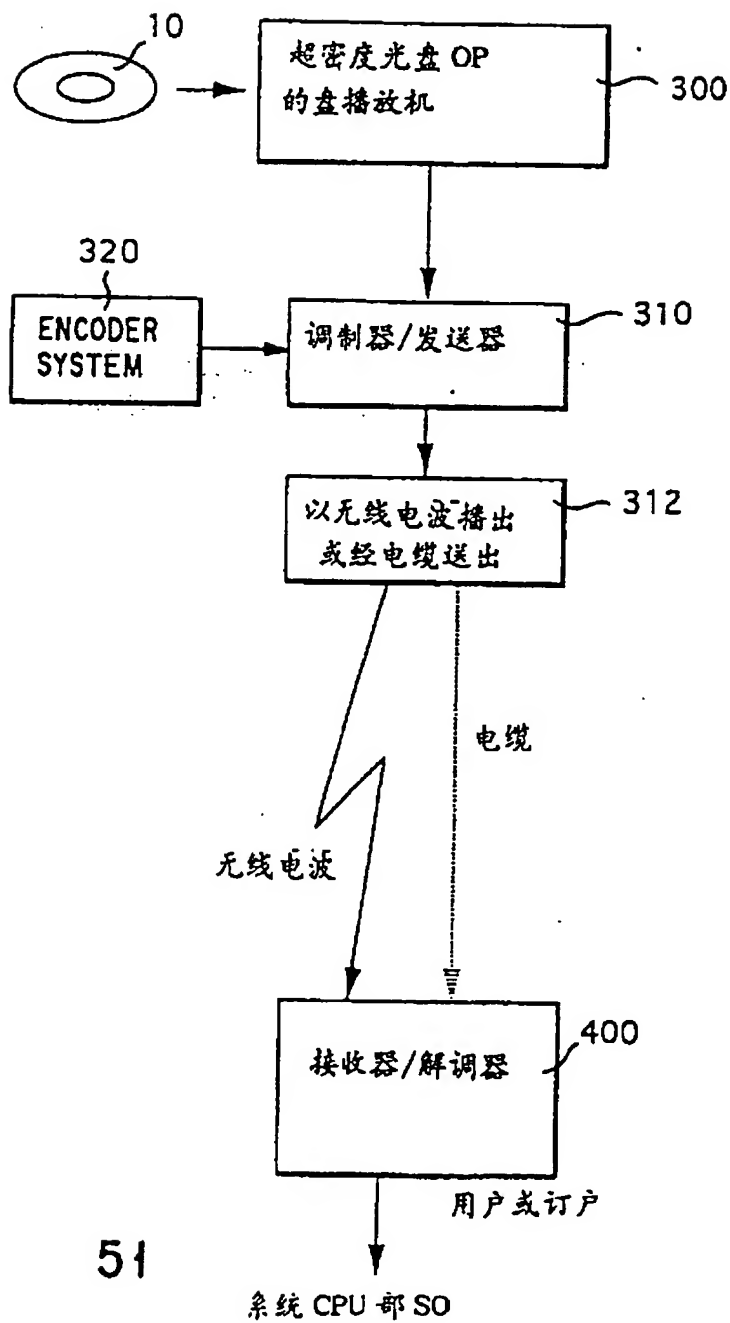 10
超密度光盘 OP
的盘播放机
300
320
ENCODER
SYSTEM
调制器/发送器
310
以无线电波播出
或经电缆送出
312
电缆
无线电波
接收器/解调器
400
用户或订户
51
系统 CPU 部 SO